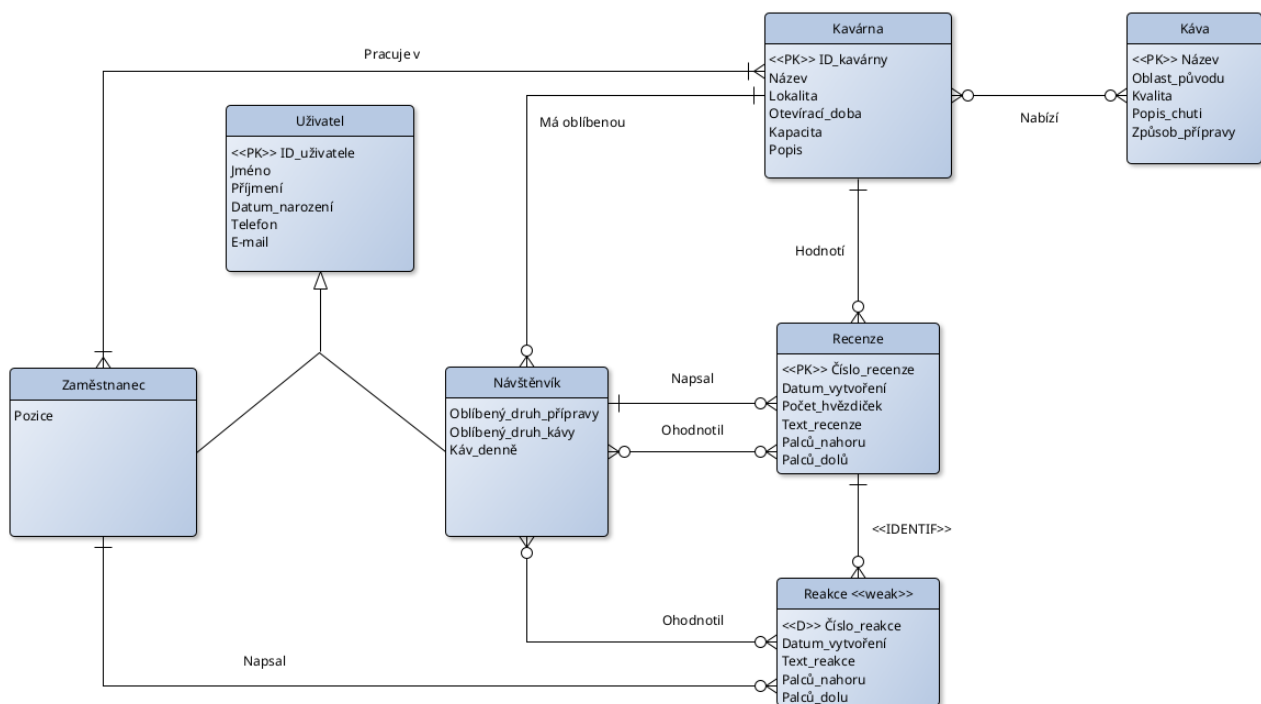 Kavárna
<<PK>> ID_kavárny
Název
Lokalita
Otevírací_doba
Kapacita
Popis
Káva
<<PK>> Název
Oblast_původu
Kvalita
Popis_chuti
Způsob_přípravy
Pracuje v
Má oblíbenou
Nabízí
Uživatel
<<PK>> ID_uživatele
Jméno
Příjmení
Datum_narození
Telefon
E-mail
Hodnotí
Zaměstnanec
Pozice
Návštěnvík
Oblíbený_druh_přípravy
Oblíbený_druh_kávy
Káv_denně
Napsal
Ohodnotil
Recenze
<<PK>> Číslo_recenze
Datum_vytvoření
Počet_hvězdiček
Text_recenze
Palců_nahoru
Palců_dolů
<<IDENTIF>>
Reakce <<weak>>
<<D>> Číslo_reakce
Datum_vytvoření
Text_reakce
Palců_nahoru
Palců_dolu
Ohodnotil
Napsal